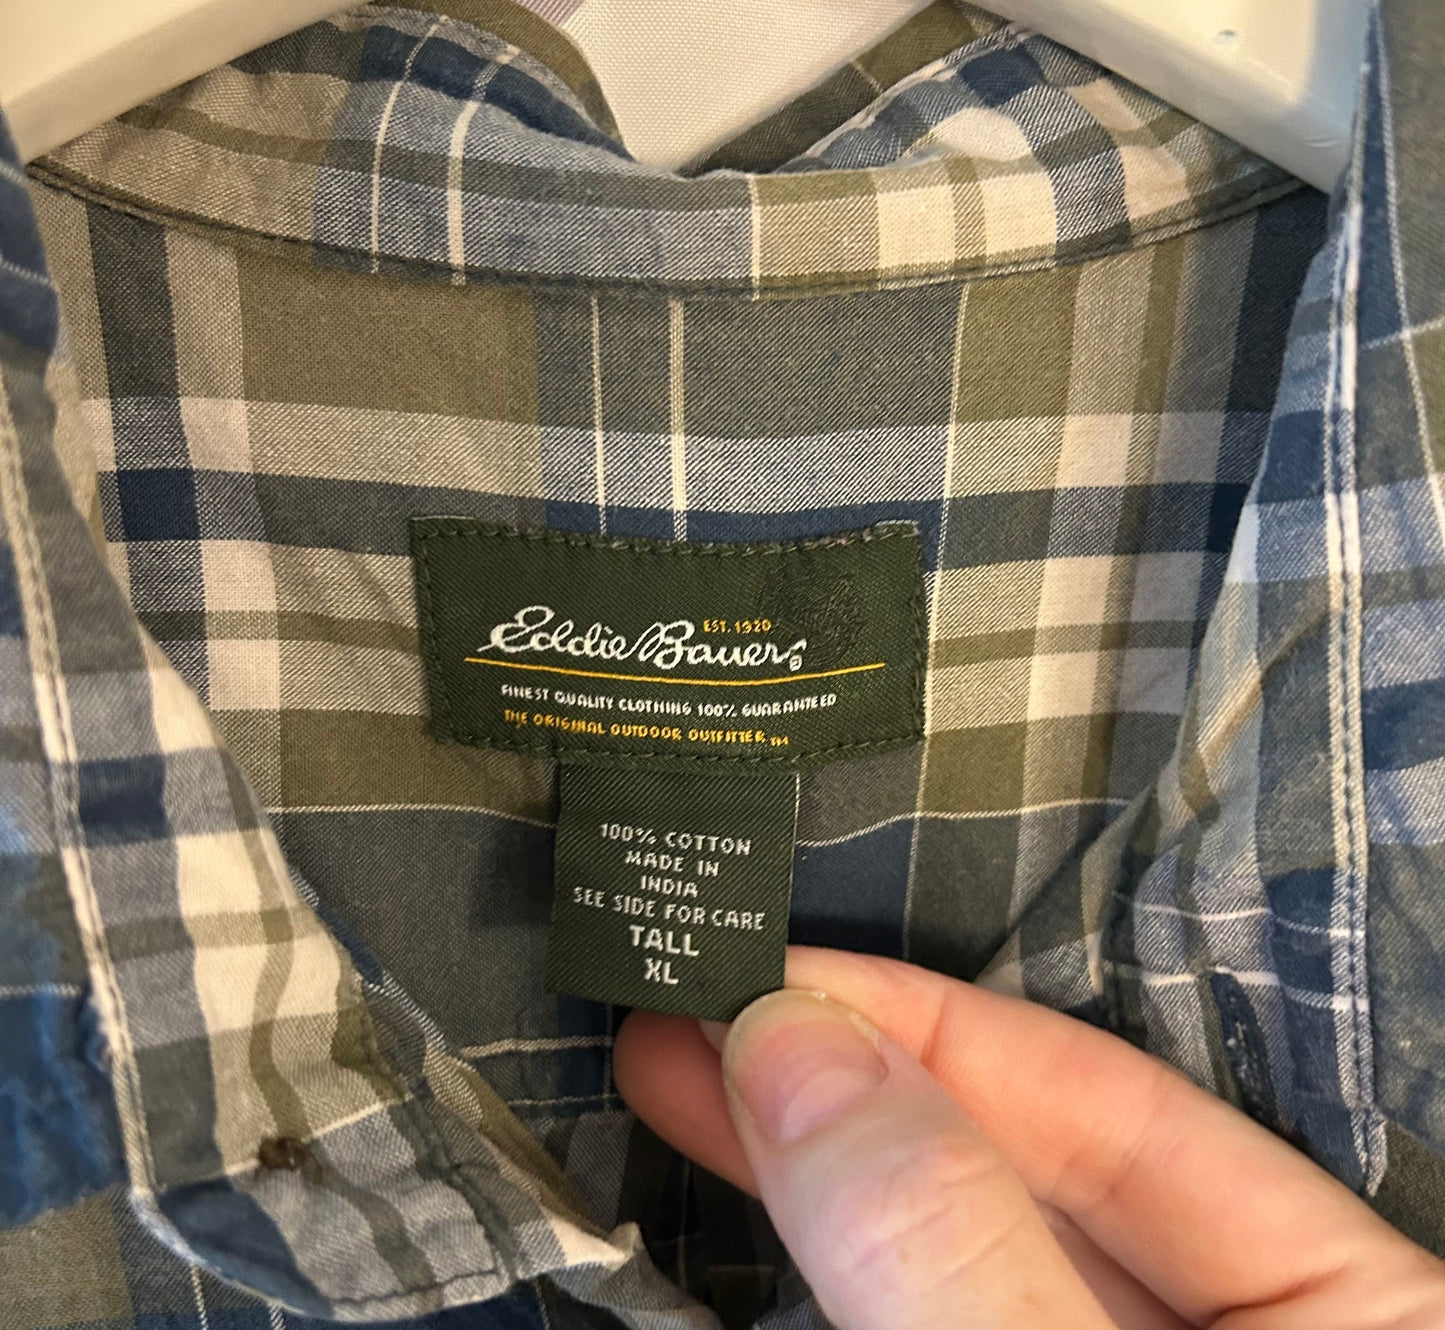 EST. 1920
Eddie Bauer
FINEST QUALITY CLOTHING 100% GUARANTEED
THE ORIGINAL OUTDOOR OUTFITTER TM
100% COTTON
MADE IN
INDIA
SEE SIDE FOR CARE
TALL
XL